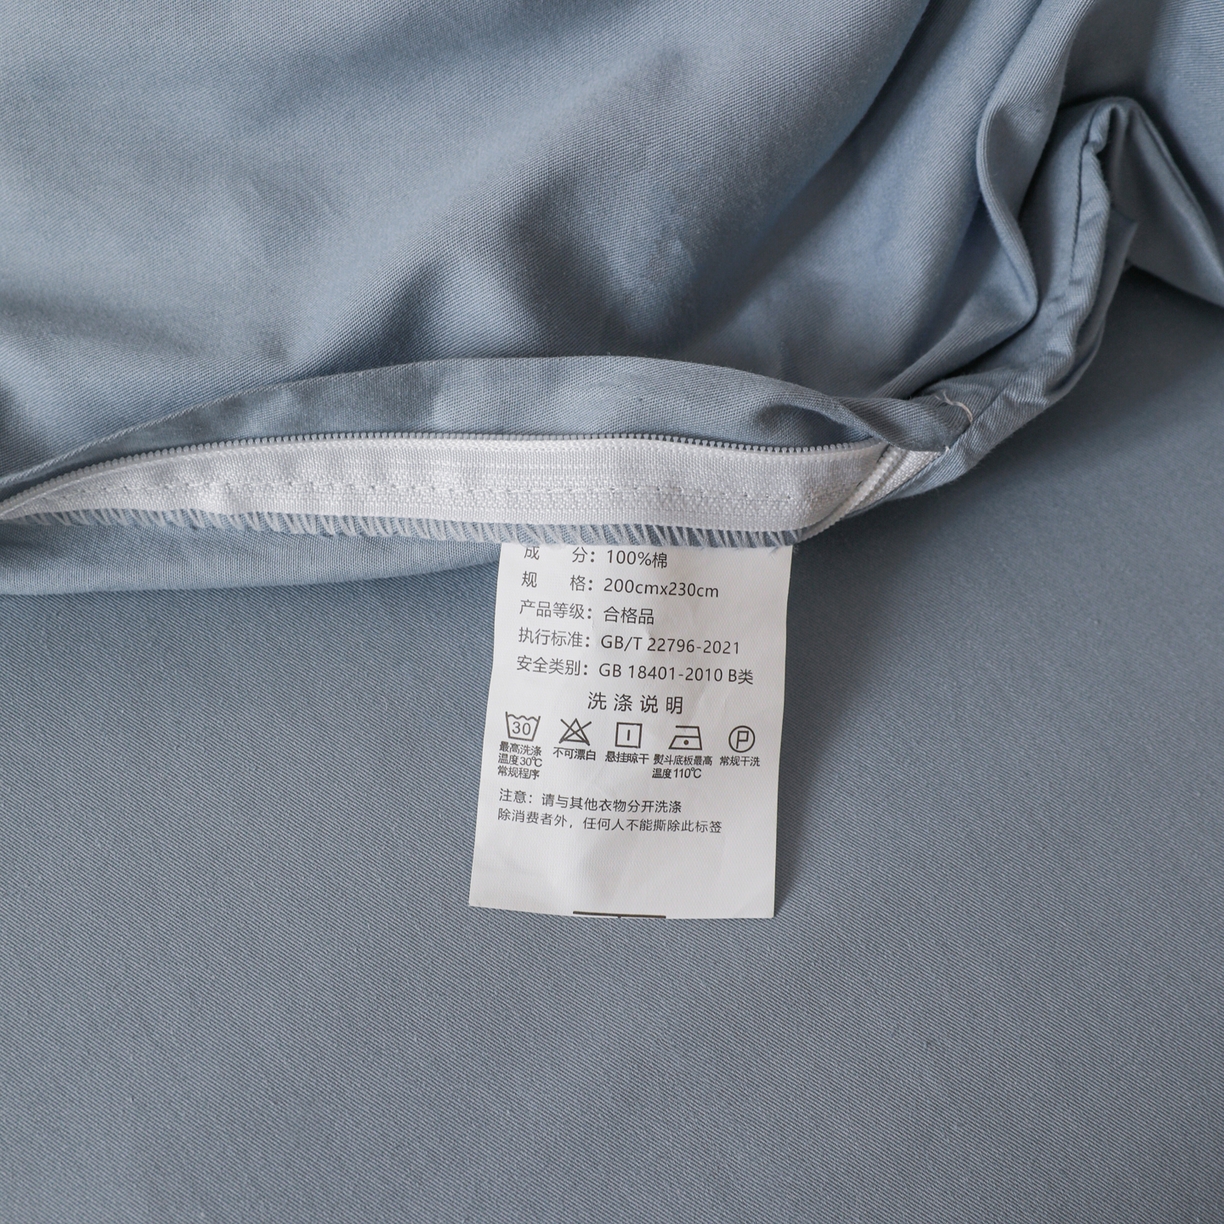 成 分：100%棉
规 格：200cmx230cm
产品等级：合格品
执行标准：GB/T 22796-2021
安全类别：GB 18401-2010 B类
洗涤说明
30 P
最高洗涤温度30℃常规程序 不可漂白 悬挂晾干 熨斗底板最高温度110℃ 常规干洗
注意：请与其他衣物分开洗涤
除消费者外，任何人不能撕除此标签